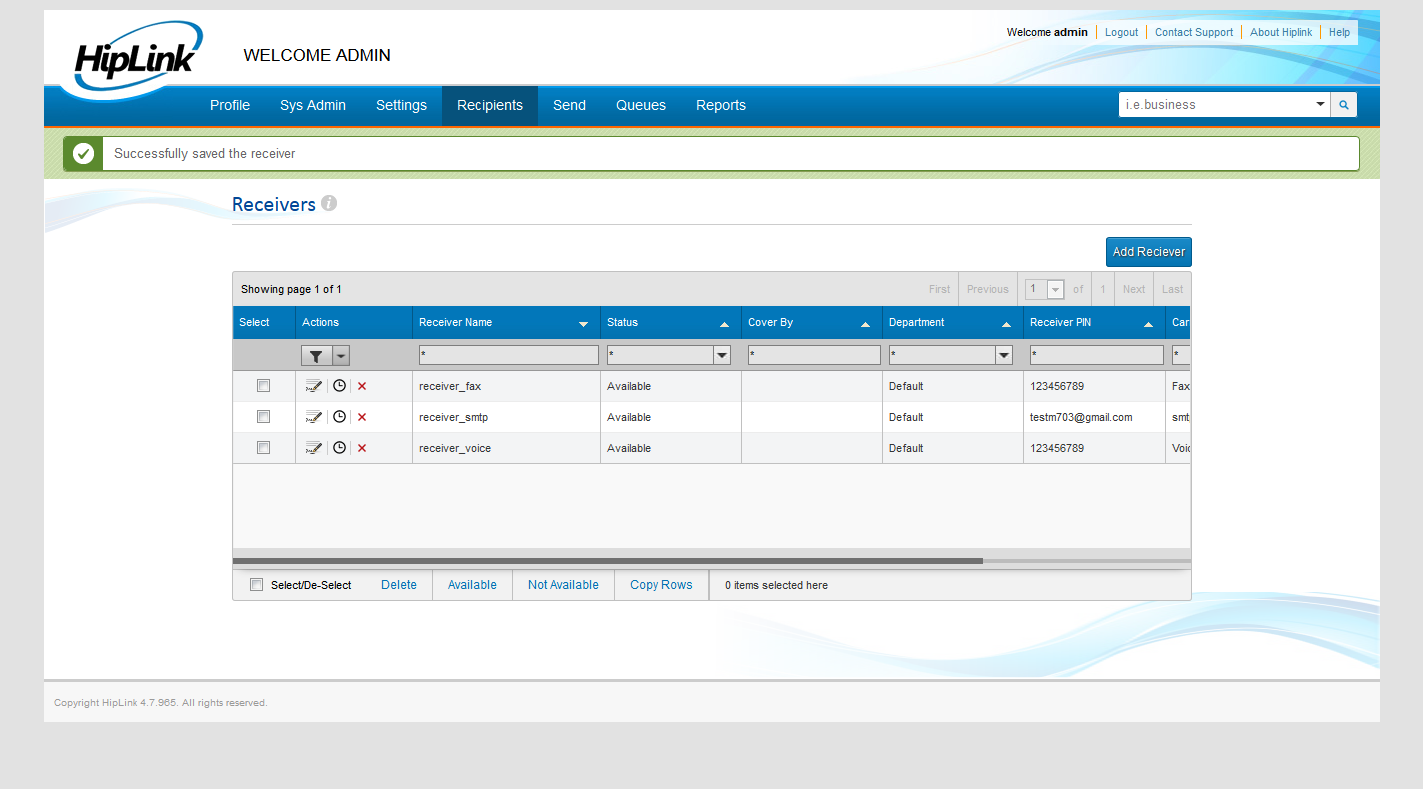 HipLink
WELCOME ADMIN
Welcome admin Logout Contact Support About Hiplink Help
Profile Sys Admin Settings Recipients Send Queues Reports i.e.business
Successfully saved the receiver
Receivers i
Add Reciever
Showing page 1 of 1 First Previous 1 of 1 Next Last
Select Actions Receiver Name Status Cover By Department Receiver PIN Car
* * * * * *
receiver_fax Available Default 123456789 Fax
receiver_smtp Available Default testm703@gmail.com smt
receiver_voice Available Default 123456789 Voic
Select/De-Select Delete Available Not Available Copy Rows 0 items selected here
Copyright HipLink 4.7.965. All rights reserved.